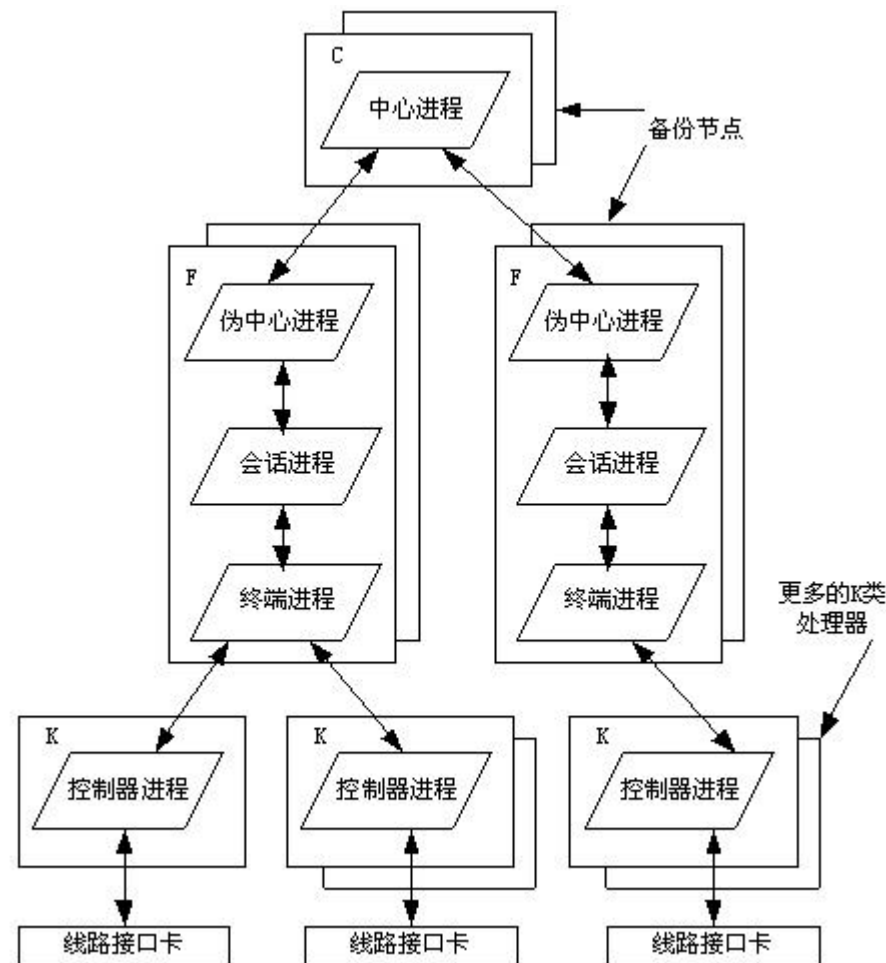 C
中心进程
备份节点
F
伪中心进程
会话进程
终端进程
F
伪中心进程
会话进程
终端进程
更多的K类
处理器
K
控制器进程
K
控制器进程
K
控制器进程
线路接口卡
线路接口卡
线路接口卡